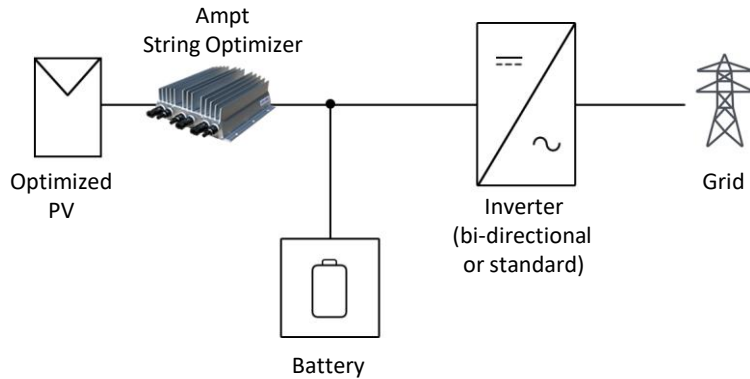 Ampt
String Optimizer
Optimized
PV
Inverter
(bi-directional
or standard)
Grid
Battery